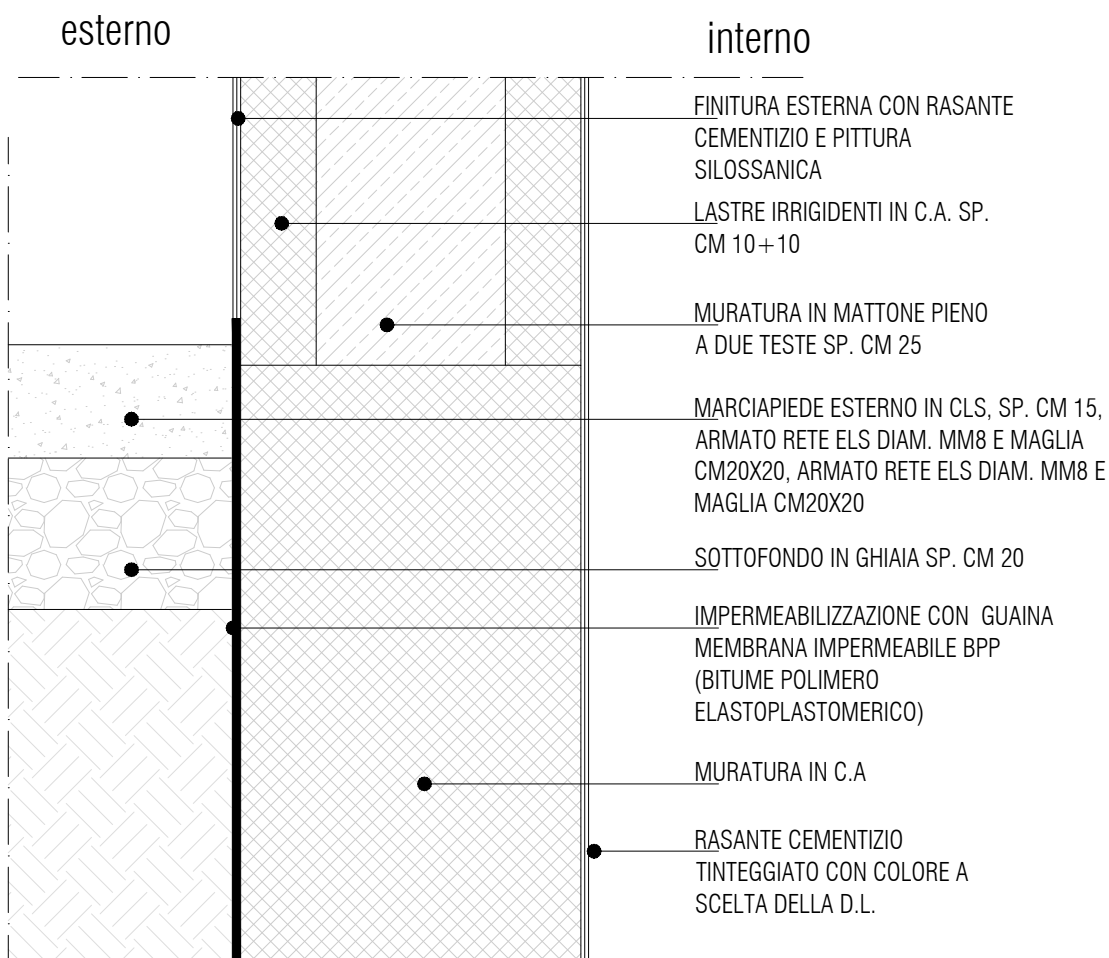 esterno
interno
FINITURA ESTERNA CON RASANTE
CEMENTIZIO E PITTURA
SILOSSANICA
LASTRE IRRIGIDENTI IN C.A. SP.
CM 10+10
MURATURA IN MATTONE PIENO
A DUE TESTE SP. CM 25
MARCIAPIEDE ESTERNO IN CLS, SP. CM 15,
ARMATO RETE ELS DIAM. MM8 E MAGLIA
CM20X20, ARMATO RETE ELS DIAM. MM8 E
MAGLIA CM20X20
SOTTOFONDO IN GHIAIA SP. CM 20
IMPERMEABILIZZAZIONE CON GUAINA
MEMBRANA IMPERMEABILE BPP
(BITUME POLIMERO
ELASTOPLASTOMERICO)
MURATURA IN C.A
RASANTE CEMENTIZIO
TINTEGGIATO CON COLORE A
SCELTA DELLA D.L.